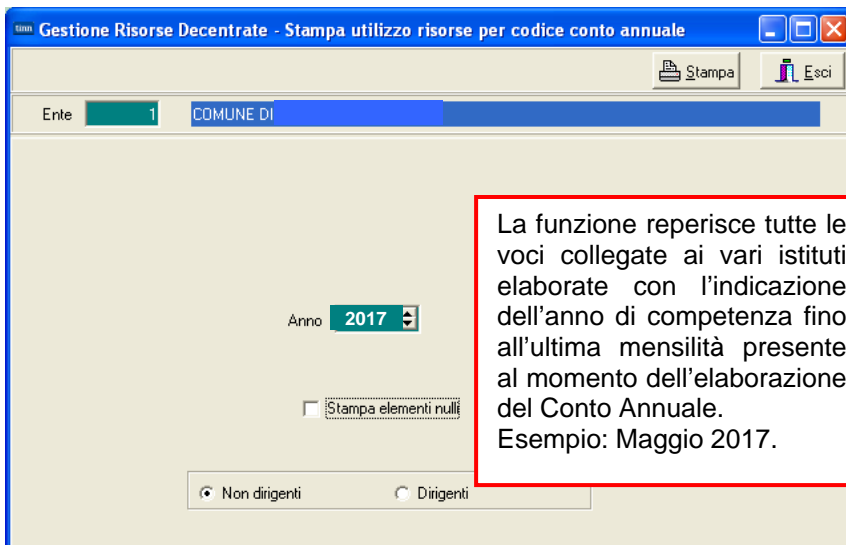 tinn Gestione Risorse Decentrate - Stampa utilizzo risorse per codice conto annuale
Stampa Esci
Ente 1 COMUNE DI
La funzione reperisce tutte le
voci collegate ai vari istituti
elaborate con l'indicazione
dell'anno di competenza fino
all'ultima mensilità presente
al momento dell'elaborazione
del Conto Annuale.
Esempio: Maggio 2017.
Anno 2017
Stampa elementi nulli
Non dirigenti Dirigenti